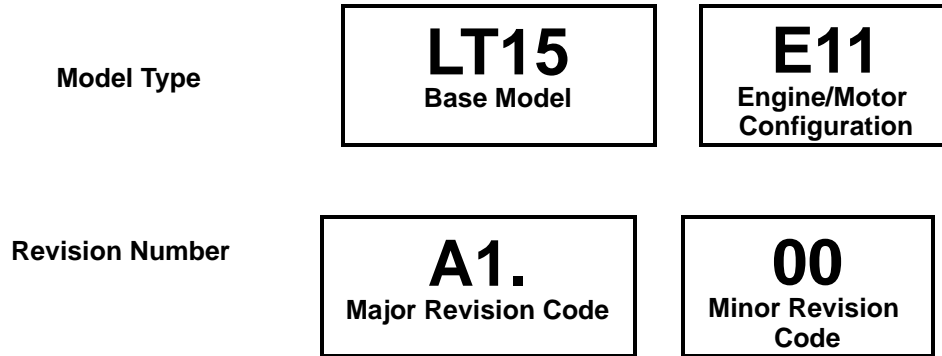 Model Type
LT15
Base Model
E11
Engine/Motor
Configuration
Revision Number
A1.
Major Revision Code
00
Minor Revision
Code